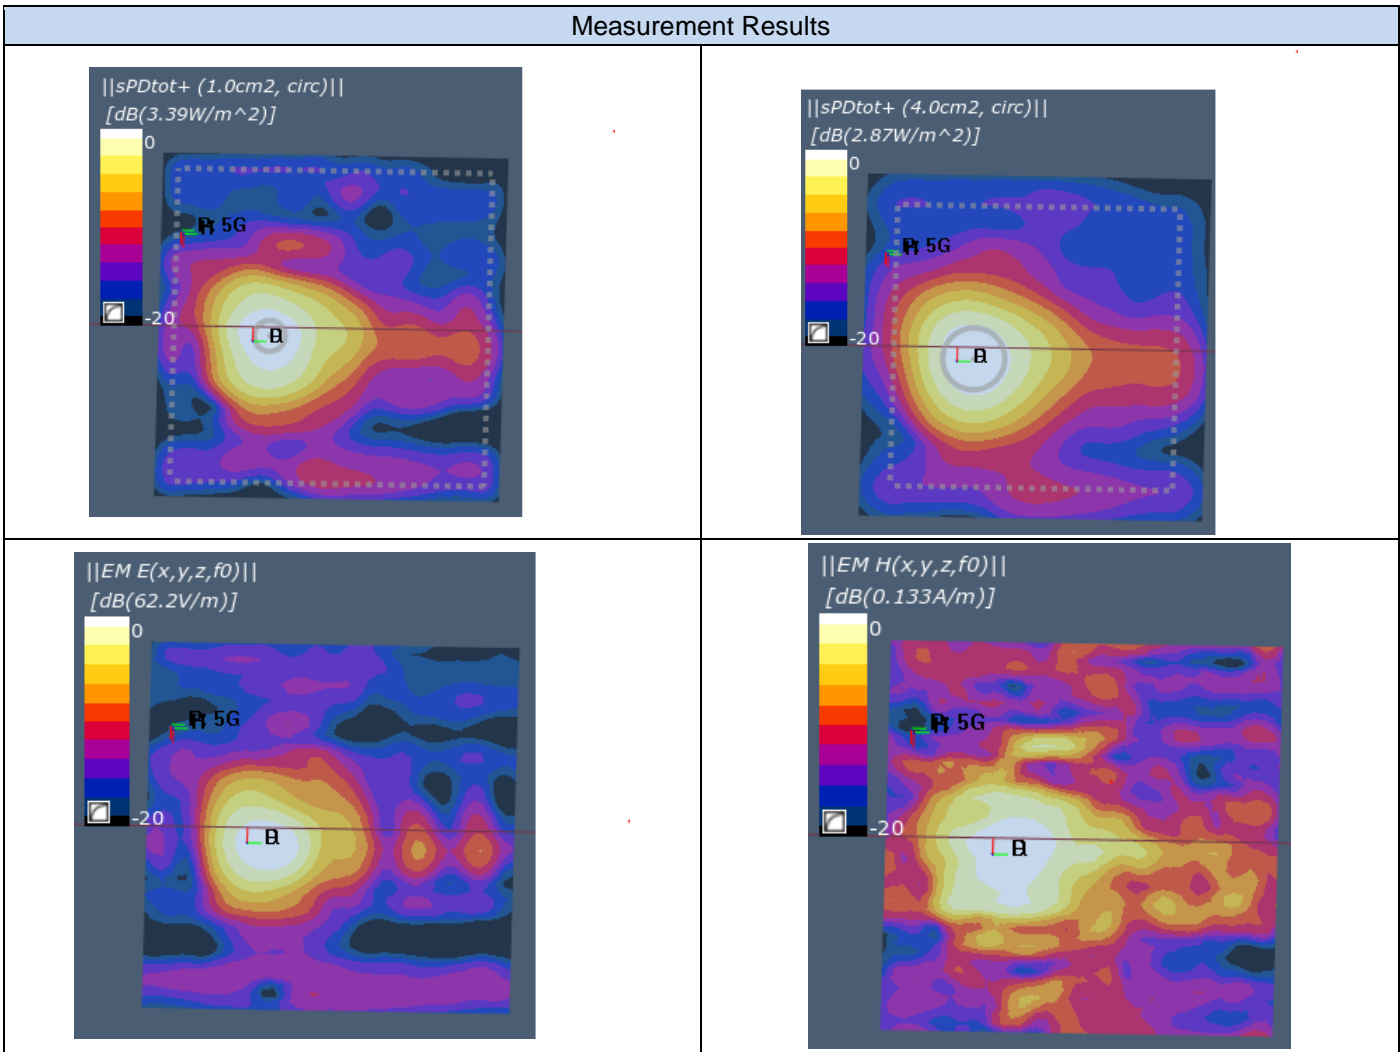 Measurement Results
||sPDtot+ (1.0cm2, circ)||
[dB(3.39W/m^2)]
0
5G
-20
||sPDtot+ (4.0cm2, circ)||
[dB(2.87W/m^2)]
0
5G
-20
||EM E(x,y,z,f0)||
[dB(62.2V/m)]
0
5G
-20
||EM H(x,y,z,f0)||
[dB(0.133A/m)]
0
5G
-20